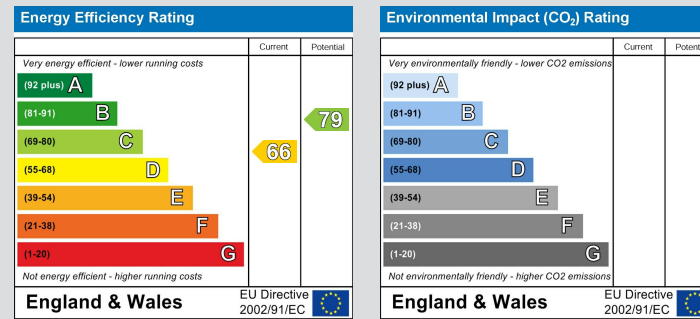 Energy Efficiency Rating
Current Potential
Very energy efficient - lower running costs
(92 plus) A
(81-91) B
(69-80) C
(55-68) D
(39-54) E
(21-38) F
(1-20) G
66
79
Not energy efficient - higher running costs
England & Wales
EU Directive
2002/91/EC
Environmental Impact (CO₂) Rating
Current Potent
Very environmentally friendly - lower CO2 emissions
(92 plus) A
(81-91) B
(69-80) C
(55-68) D
(39-54) E
(21-38) F
(1-20) G
Not environmentally friendly - higher CO2 emissions
England & Wales
EU Directive
2002/91/EC